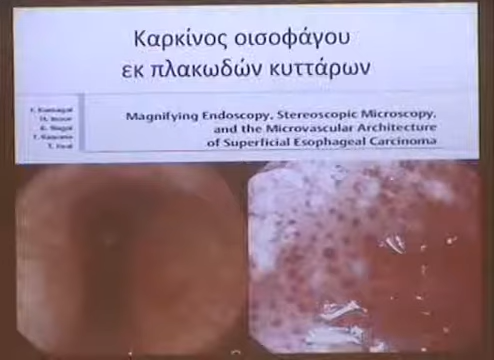 Καρκίνος οισοφάγου
εκ πλακωδών κυττάρων
Magnifying Endoscopy, Stereoscopic Microscopy,
and the Microvascular Architecture
of Superficial Esophageal Carcinoma